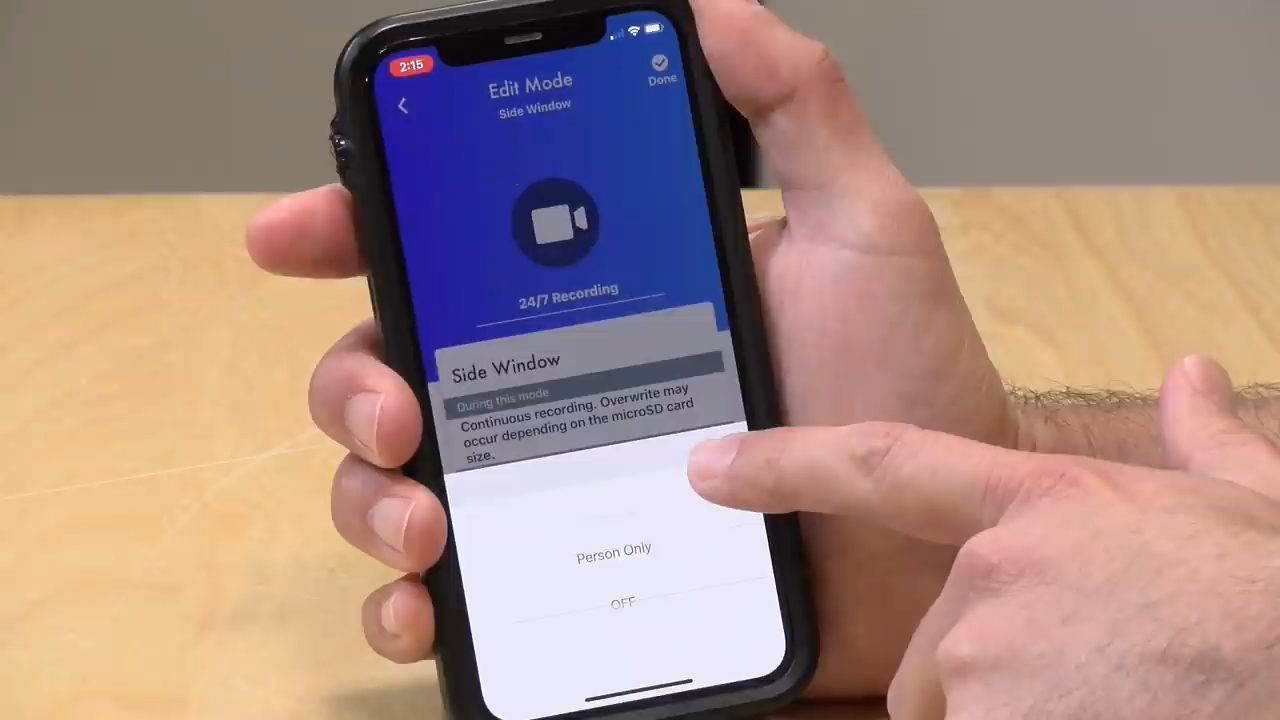 2:15
Edit Mode
Done
Side Window
24/7 Recording
Side Window
During this mode
Continuous recording. Overwrite may
occur depending on the microSD card
size.
Person Only
OFF